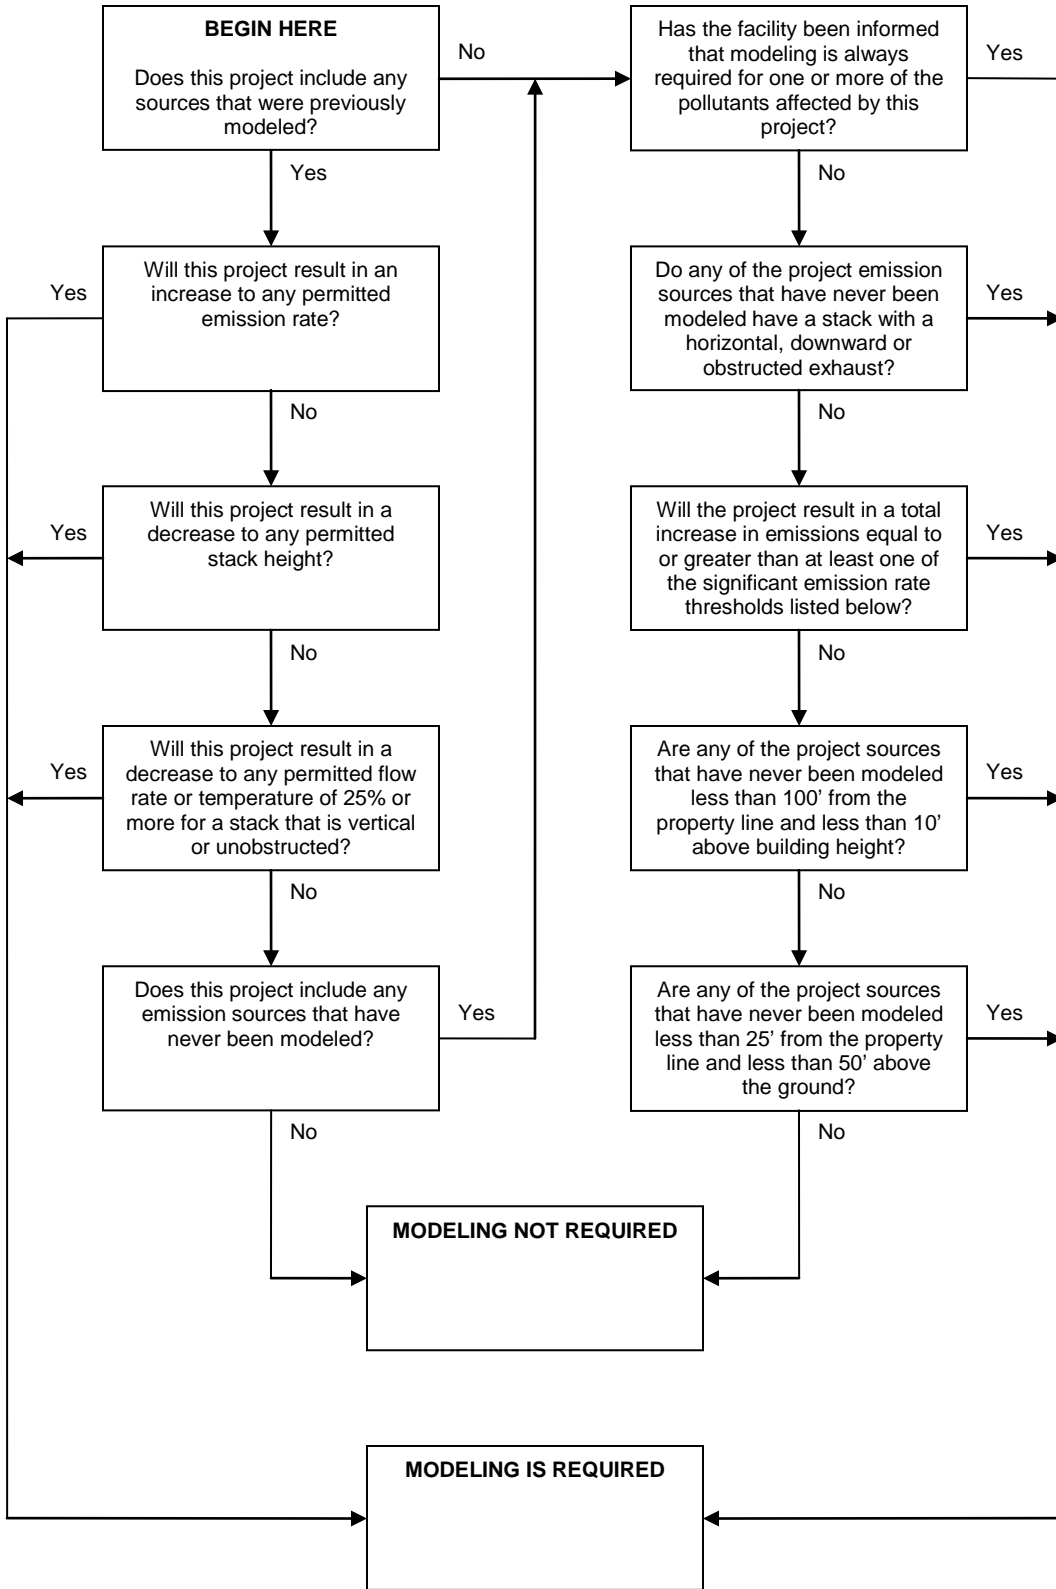 BEGIN HERE
Does this project include any
sources that were previously
modeled?
No
Yes
Will this project result in an
increase to any permitted
emission rate?
Yes
No
Will this project result in a
decrease to any permitted
stack height?
Yes
No
Will this project result in a
decrease to any permitted flow
rate or temperature of 25% or
more for a stack that is vertical
or unobstructed?
Yes
No
Does this project include any
emission sources that have
never been modeled?
Yes
No
Has the facility been informed
that modeling is always
required for one or more of the
pollutants affected by this
project?
Yes
No
Do any of the project emission
sources that have never been
modeled have a stack with a
horizontal, downward or
obstructed exhaust?
Yes
No
Will the project result in a total
increase in emissions equal to
or greater than at least one of
the significant emission rate
thresholds listed below?
Yes
No
Are any of the project sources
that have never been modeled
less than 100’ from the
property line and less than 10’
above building height?
Yes
No
Are any of the project sources
that have never been modeled
less than 25’ from the property
line and less than 50’ above
the ground?
Yes
No
MODELING NOT REQUIRED
MODELING IS REQUIRED